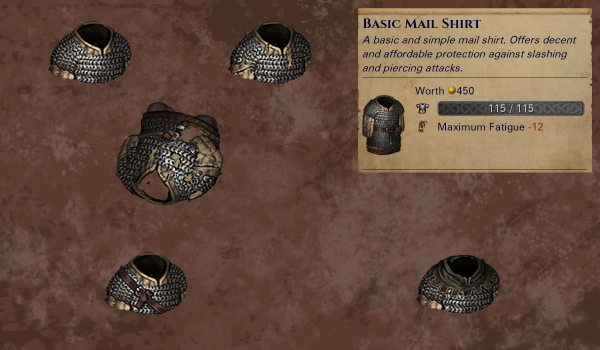 Basic Mail Shirt
A basic and simple mail shirt. Offers decent
and affordable protection against slashing
and piercing attacks.
Worth 450
115 / 115
Maximum Fatigue -12